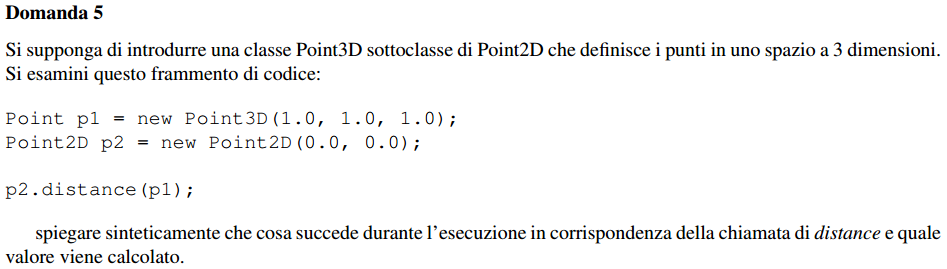 Domanda 5
Si supponga di introdurre una classe Point3D sottoclasse di Point2D che definisce i punti in uno spazio a 3 dimensioni.
Si esamini questo frammento di codice:
Point p1 = new Point3D(1.0, 1.0, 1.0);
Point2D p2 = new Point2D(0.0, 0.0);
p2.distance(p1);
spiegare sinteticamente che cosa succede durante l'esecuzione in corrispondenza della chiamata di distance e quale
valore viene calcolato.